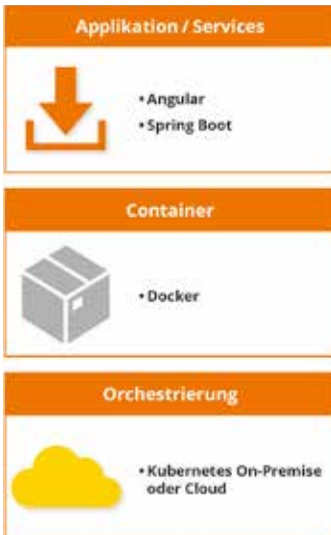 Applikation / Services
• Angular
• Spring Boot
Container
• Docker
Orchestrierung
• Kubernetes On-Premise
oder Cloud